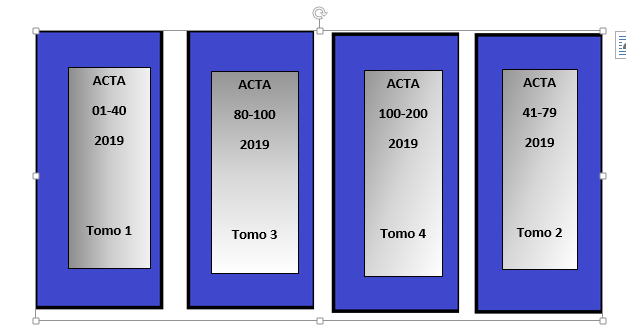 ACTA
01-40
2019
Tomo 1
ACTA
80-100
2019
Tomo 3
ACTA
100-200
2019
Tomo 4
ACTA
41-79
2019
Tomo 2